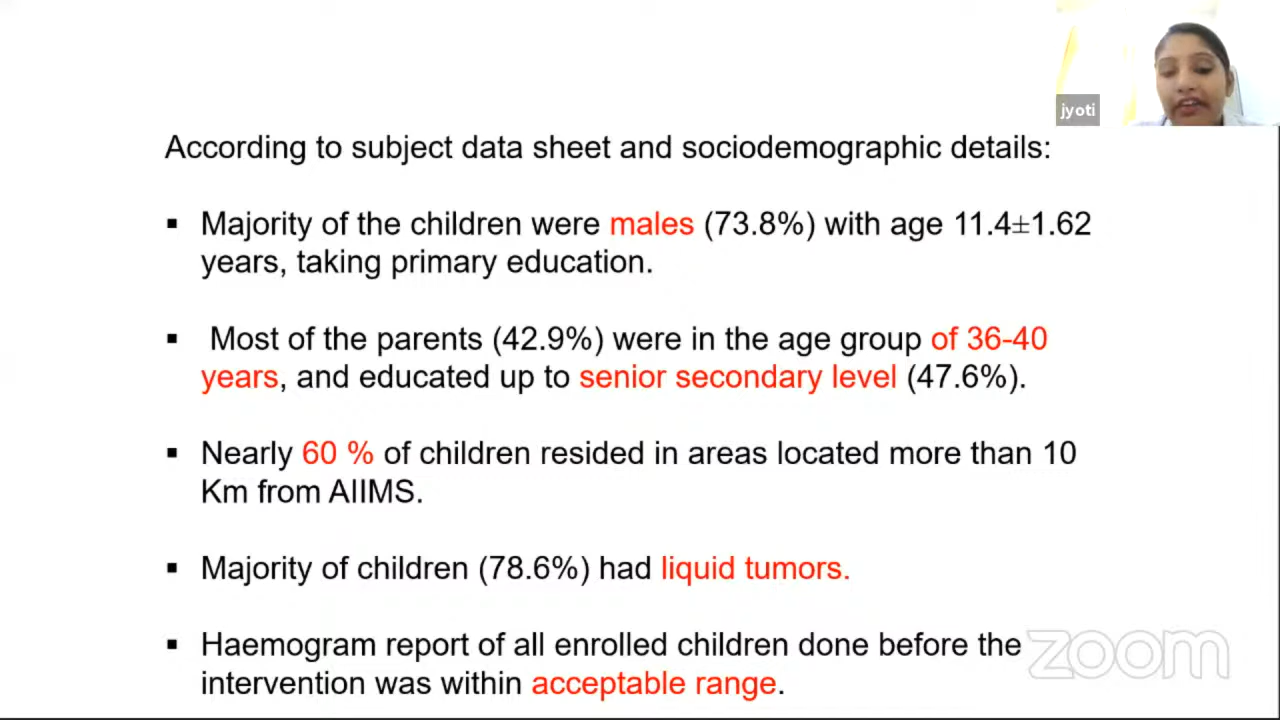 jyoti
According to subject data sheet and sociodemographic details:
▪ Majority of the children were males (73.8%) with age 11.4±1.62
years, taking primary education.
▪ Most of the parents (42.9%) were in the age group of 36-40
years, and educated up to senior secondary level (47.6%).
▪ Nearly 60 % of children resided in areas located more than 10
Km from AIIMS.
▪ Majority of children (78.6%) had liquid tumors.
▪ Haemogram report of all enrolled children done before the
intervention was within acceptable range.
zoom